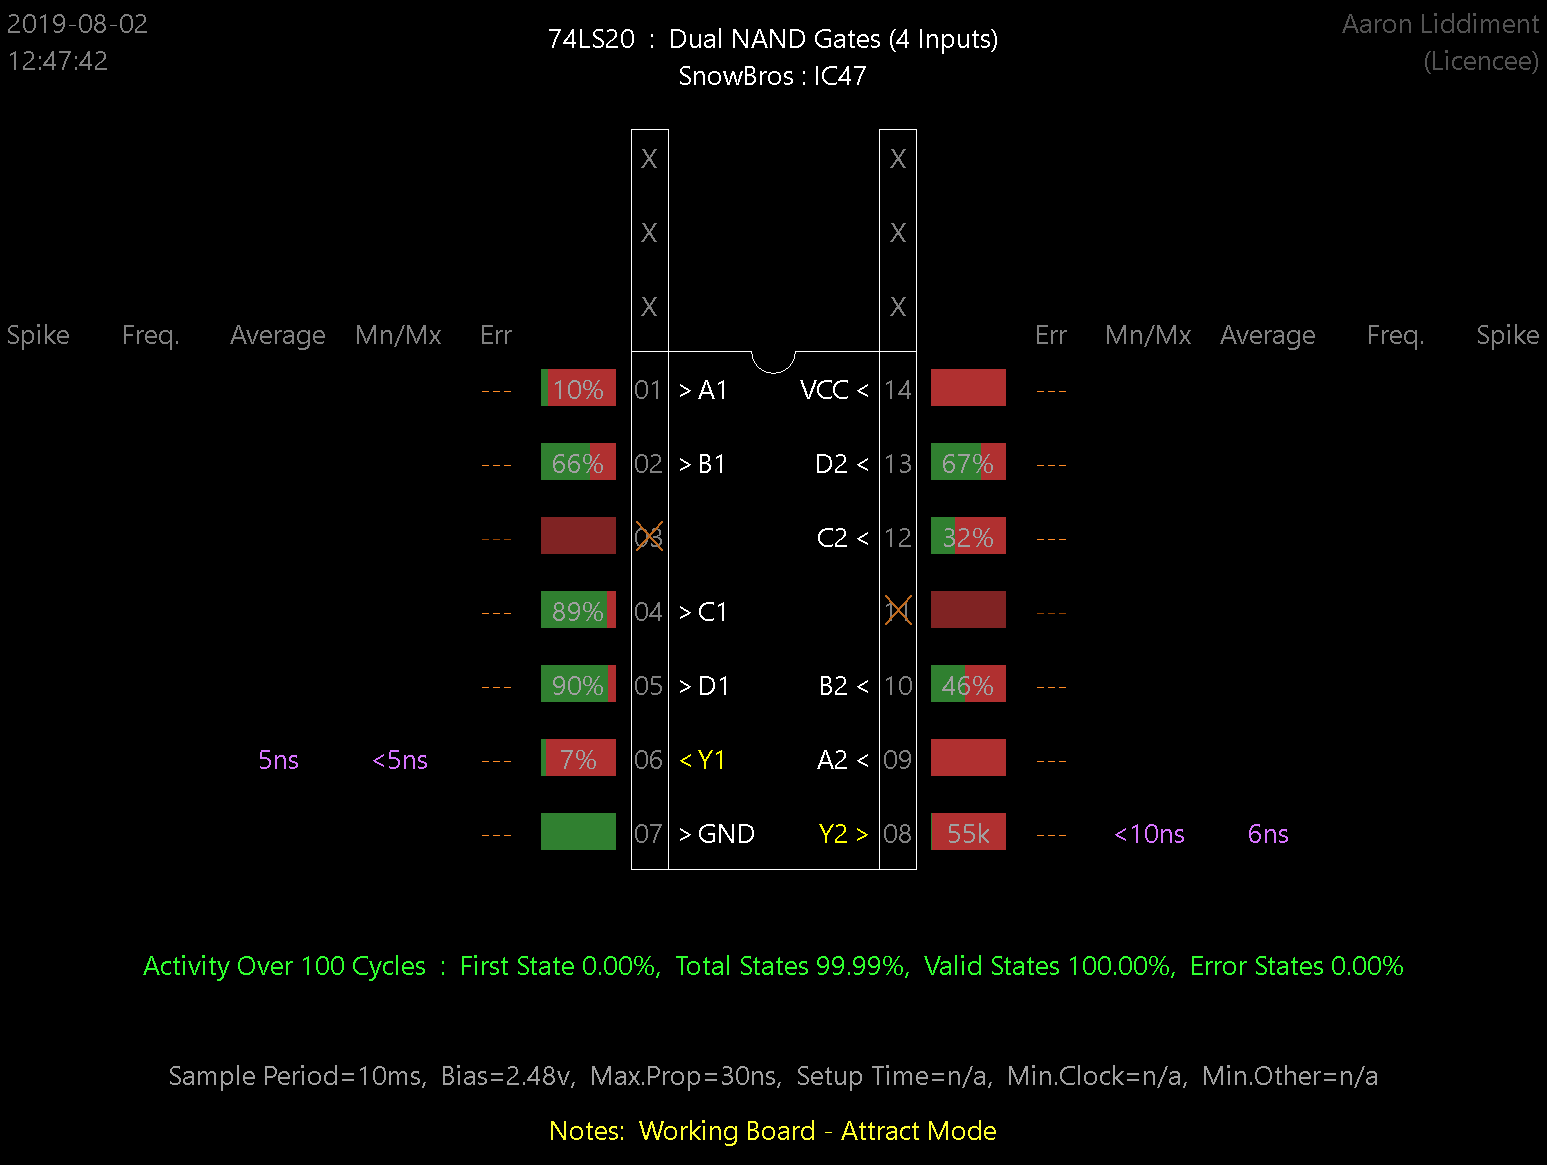 2019-08-02
12:47:42
74LS20 : Dual NAND Gates (4 Inputs)
SnowBros : IC47
Aaron Liddiment
(Licencee)
X X
X X
X X
Spike Freq. Average Mn/Mx Err Err Mn/Mx Average Freq. Spike
--- 10% 01 > A1 VCC < 14 ---
--- 66% 02 > B1 D2 < 13 67% ---
--- 03 C2 < 12 32% ---
--- 89% 04 > C1 11 ---
--- 90% 05 > D1 B2 < 10 46% ---
5ns <5ns --- 7% 06 < Y1 A2 < 09 ---
--- 07 > GND Y2 > 08 55k --- <10ns 6ns
Activity Over 100 Cycles : First State 0.00%, Total States 99.99%, Valid States 100.00%, Error States 0.00%
Sample Period=10ms, Bias=2.48v, Max.Prop=30ns, Setup Time=n/a, Min.Clock=n/a, Min.Other=n/a
Notes: Working Board - Attract Mode